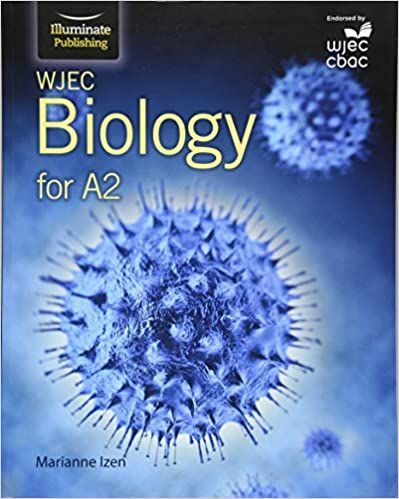 Illuminate
Publishing
Endorsed by
wjec
cbac
WJEC
Biology
for A2
Marianne Izen